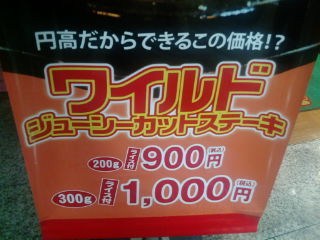 円高だからできるこの価格!?
ワイルド
ジューシーカットステーキ
200g ライス付 900円(税込)
300g ライス付 1,000円(税込)